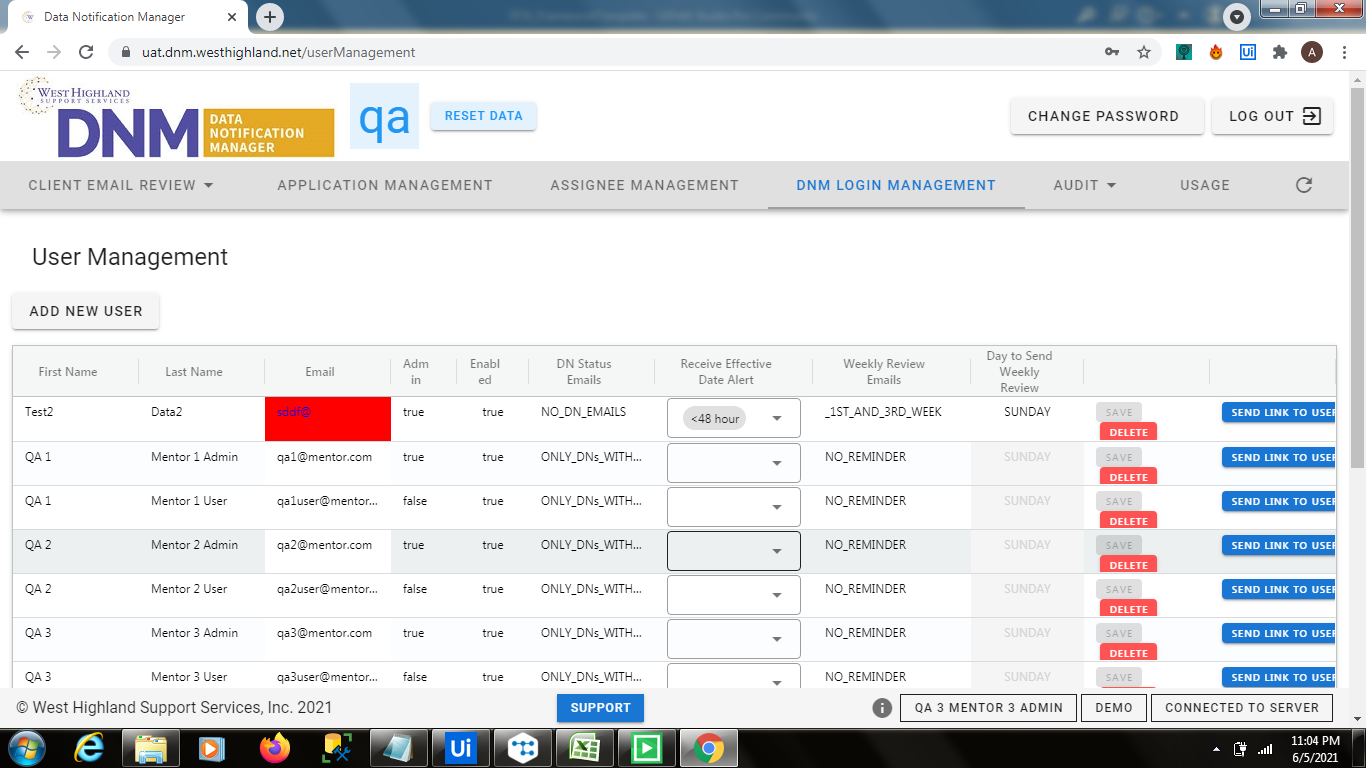 Data Notification Manager
uat.dnm.westhighland.net/userManagement
A
WEST HIGHLAND
SUPPORT SERVICES
DNM DATA
NOTIFICATION
MANAGER
qa
RESET DATA
CHANGE PASSWORD
LOG OUT
CLIENT EMAIL REVIEW APPLICATION MANAGEMENT ASSIGNEE MANAGEMENT DNM LOGIN MANAGEMENT AUDIT USAGE
User Management
ADD NEW USER
First Name Last Name Email Adm in Enabl ed DN Status Emails Receive Effective Date Alert Weekly Review Emails Day to Send Weekly Review
Test2 Data2 sddf@ true true NO_DN_EMAILS <48 hour _1ST_AND_3RD_WEEK SUNDAY SAVE DELETE SEND LINK TO USER
QA 1 Mentor 1 Admin qa1@mentor.com true true ONLY_DNs_WITH... NO_REMINDER SUNDAY SAVE DELETE SEND LINK TO USER
QA 1 Mentor 1 User qa1user@mentor... false true ONLY_DNs_WITH... NO_REMINDER SUNDAY SAVE DELETE SEND LINK TO USER
QA 2 Mentor 2 Admin qa2@mentor.com true true ONLY_DNs_WITH... NO_REMINDER SUNDAY SAVE DELETE SEND LINK TO USER
QA 2 Mentor 2 User qa2user@mentor... false true ONLY_DNs_WITH... NO_REMINDER SUNDAY SAVE DELETE SEND LINK TO USER
QA 3 Mentor 3 Admin qa3@mentor.com true true ONLY_DNs_WITH... NO_REMINDER SUNDAY SAVE DELETE SEND LINK TO USER
QA 3 Mentor 3 User qa3user@mentor... false true ONLY_DNs_WITH... NO_REMINDER SUNDAY SAVE SEND LINK TO USER
© West Highland Support Services, Inc. 2021
SUPPORT
QA 3 MENTOR 3 ADMIN
DEMO
CONNECTED TO SERVER
Ui
11:04 PM
6/5/2021